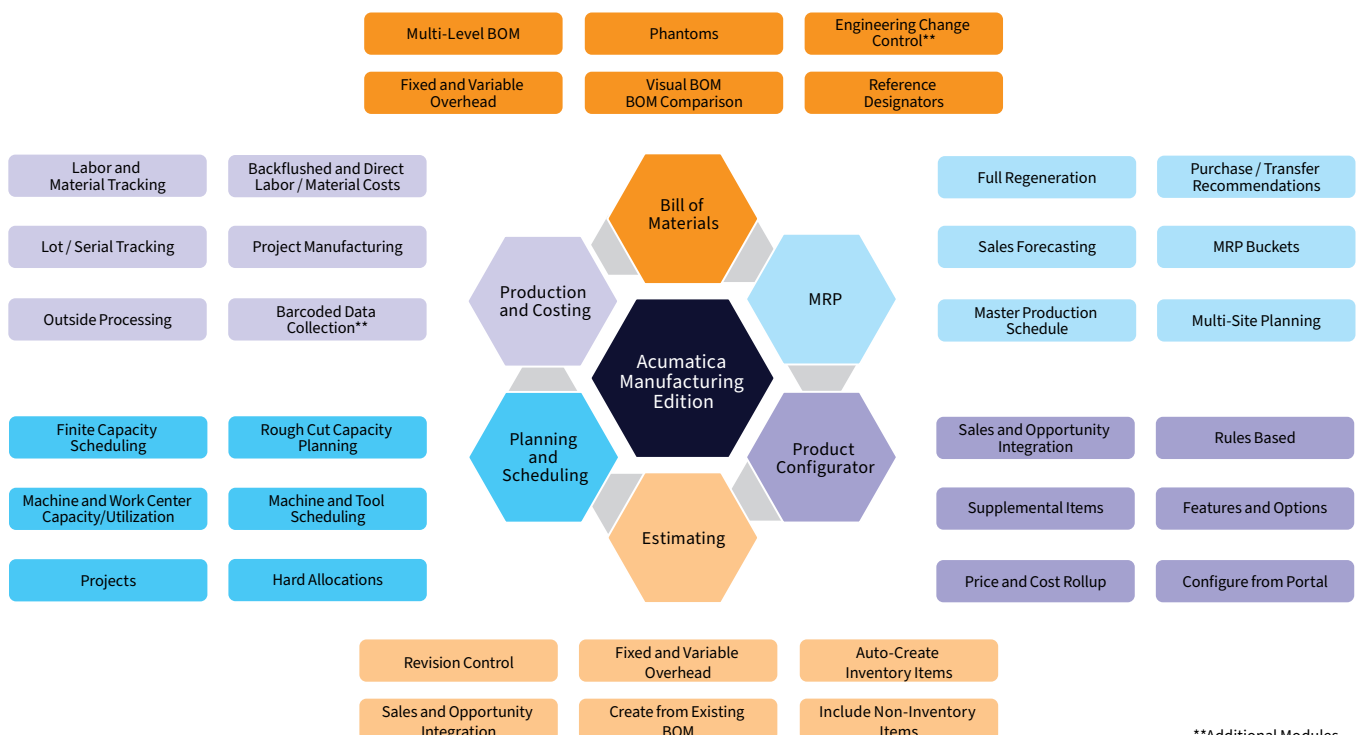 Multi-Level BOM
Phantoms
Engineering Change
Control**
Fixed and Variable
Overhead
Visual BOM
BOM Comparison
Reference
Designators
Labor and
Material Tracking
Backflushed and Direct
Labor / Material Costs
Lot / Serial Tracking
Project Manufacturing
Outside Processing
Barcoded Data
Collection**
Bill of
Materials
Production
and Costing
MRP
Acumatica
Manufacturing
Edition
Planning
and
Scheduling
Product
Configurator
Estimating
Full Regeneration
Purchase / Transfer
Recommendations
Sales Forecasting
MRP Buckets
Master Production
Schedule
Multi-Site Planning
Finite Capacity
Scheduling
Rough Cut Capacity
Planning
Machine and Work Center
Capacity/Utilization
Machine and Tool
Scheduling
Projects
Hard Allocations
Sales and Opportunity
Integration
Rules Based
Supplemental Items
Features and Options
Price and Cost Rollup
Configure from Portal
Revision Control
Fixed and Variable
Overhead
Auto-Create
Inventory Items
Sales and Opportunity
Integration
Create from Existing
BOM
Include Non-Inventory
Items
**Additional Modules